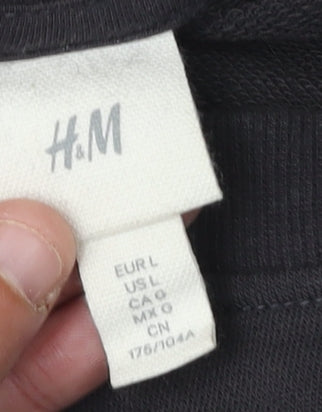 H&M
EUR L
US L
CA G
MX G
CN
175/104A